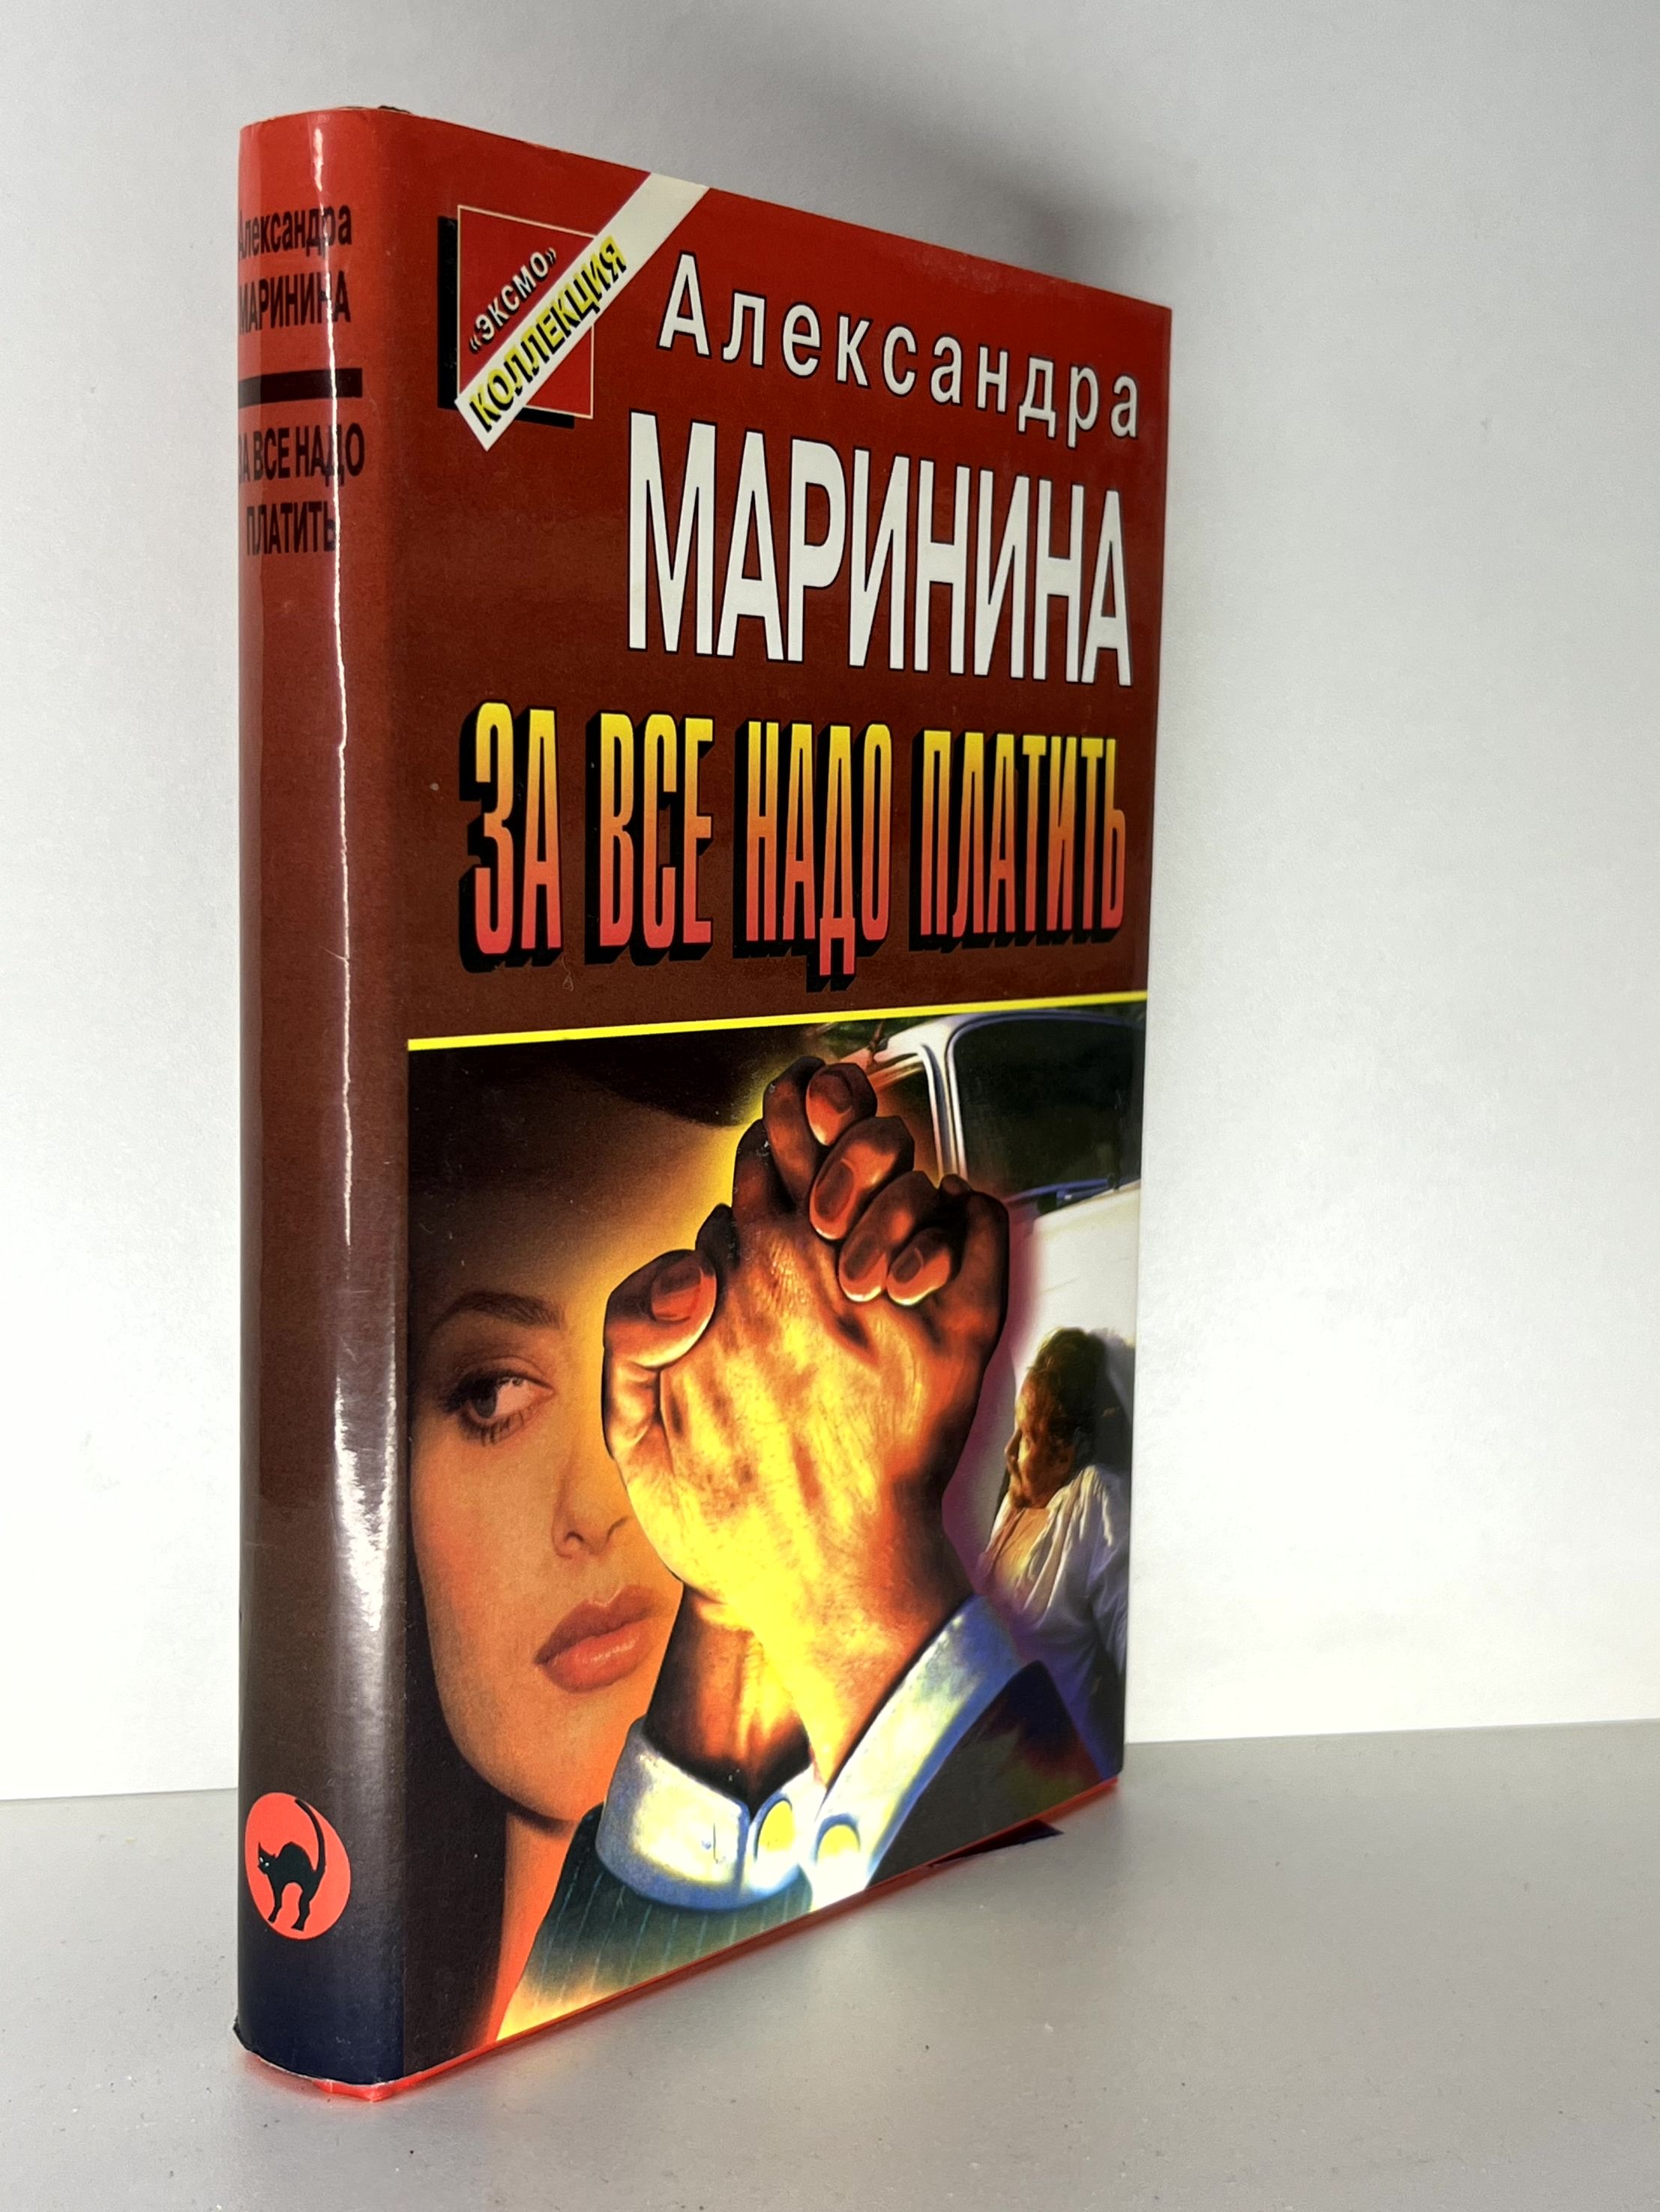 Александра
МАРИНИНА
ЗА ВСЕ НАДО
ПЛАТИТЬ
«ЭКСМО»
КОЛЛЕКЦИЯ
Александра
МАРИНИНА
ЗА ВСЕ НАДО ПЛАТИТЬ